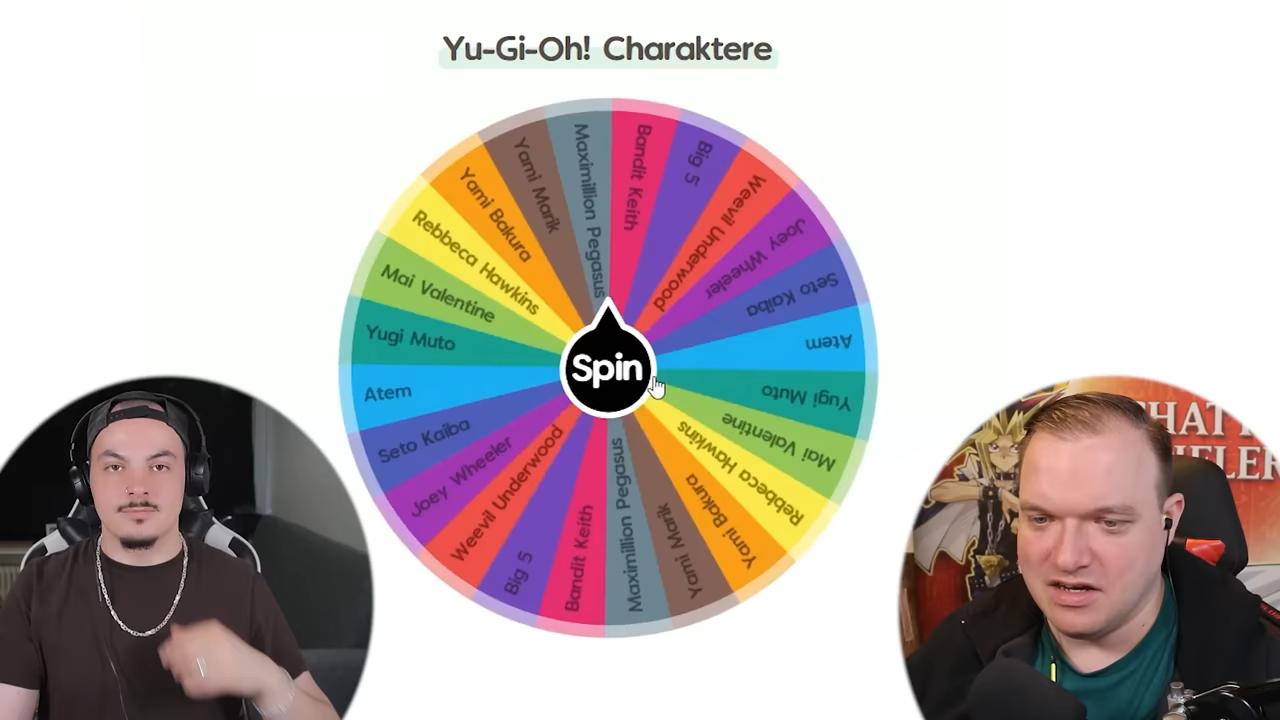 Yu-Gi-Oh! Charaktere
Bandit Keith
Big 5
Weevil Underwood
Joey Wheeler
Seto Kaiba
Atem
Yugi Muto
Mai Valentine
Rebbeca Hawkins
Yami Bakura
Yami Marik
Maximillion Pegasus
Bandit Keith
Big 5
Weevil Underwood
Joey Wheeler
Seto Kaiba
Atem
Yugi Muto
Mai Valentine
Rebbeca Hawkins
Yami Bakura
Yami Marik
Maximillion Pegasus
Spin